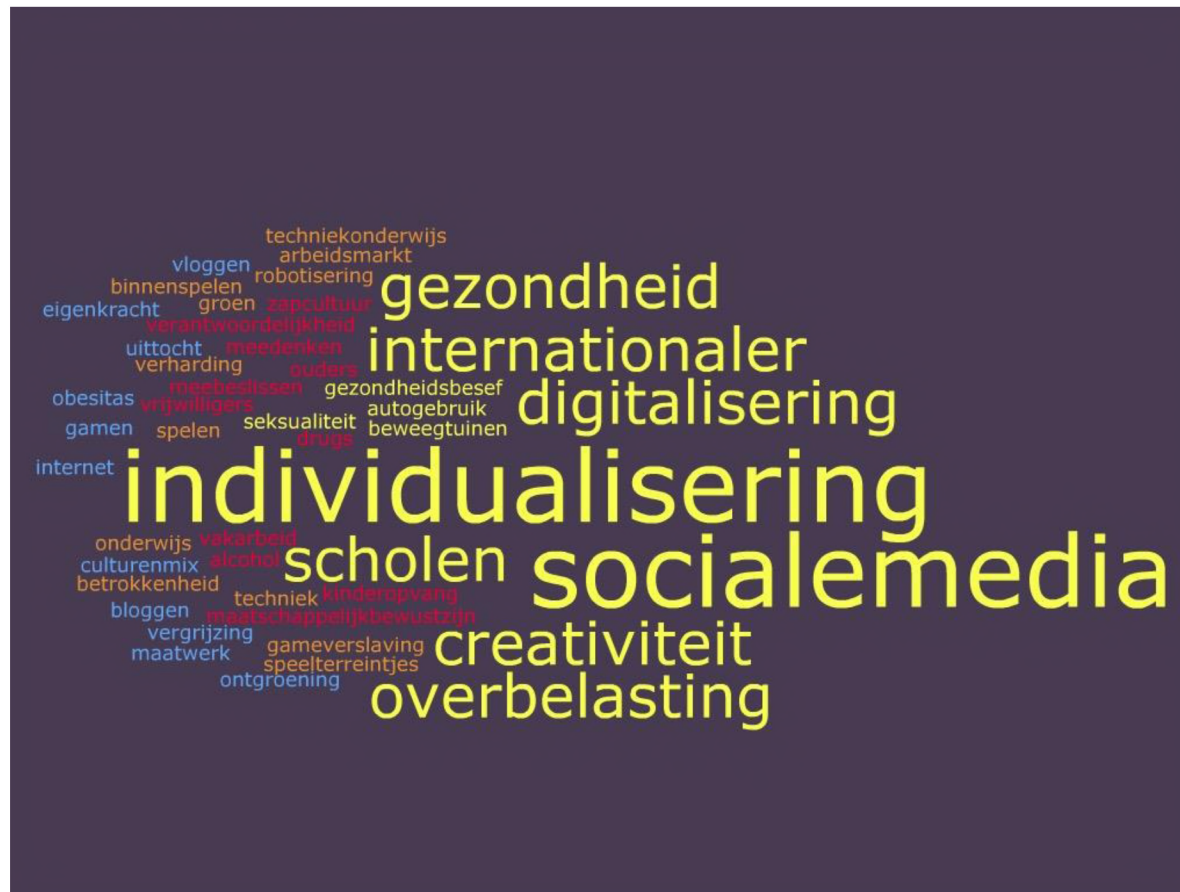 techniekonderwijs
arbeidsmarkt
vloggen
robotisering
gezondheid
binnenspelen
eigenkracht
groen
zapcultuur
verantwoordelijkheid
internationaler
uittocht
meedenken
verharding
ouders
meebeslissen
gezondheidsbesef
digitalisering
obesitas
vrijwilligers
autogebruik
gamen
spelen
seksualiteit
beweegtuinen
drugs
internet
individualisering
onderwijs
vakarbeid
culturenmix
alcohol
scholen
socialemedia
betrokkenheid
techniek
kinderopvang
bloggen
maatschappelijkbewustzijn
vergrijzing
gameverslaving
creativiteit
maatwerk
speelterreintjes
ontgroening
overbelasting